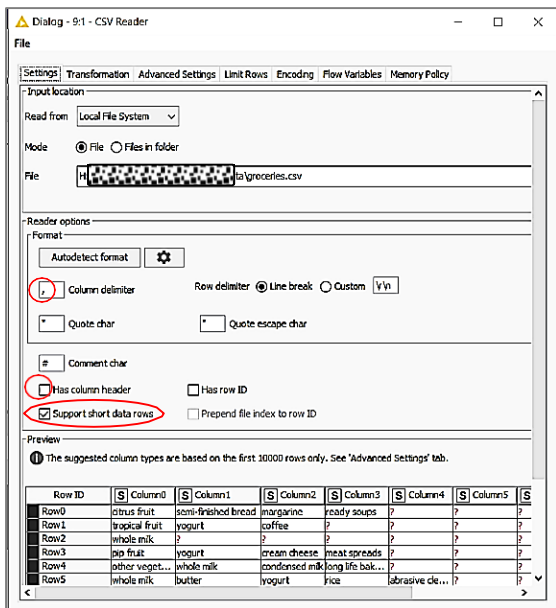 Dialog - 9:1 - CSV Reader
File
Settings Transformation Advanced Settings Limit Rows Encoding Flow Variables Memory Policy
Input location
Read from Local File System
Mode File Files in folder
File H: ta\groceries.csv
Reader options
Format
Autodetect format
, Column delimiter Row delimiter Line break Custom \r\n
" Quote char " Quote escape char
# Comment char
Has column header Has row ID
Support short data rows Prepend file index to row ID
Preview
The suggested column types are based on the first 10000 rows only. See 'Advanced Settings' tab.
Row ID S Column0 S Column1 S Column2 S Column3 S Column4 S Column5 S
Row0 citrus fruit semi-finished bread margarine ready soups ? ? ?
Row1 tropical fruit yogurt coffee ? ? ? ?
Row2 whole milk ? ? ? ? ? ?
Row3 pip fruit yogurt cream cheese meat spreads ? ? ?
Row4 other veget... whole milk condensed milk long life bak... ? ? ?
Row5 whole milk butter yogurt rice abrasive cle... ? ?